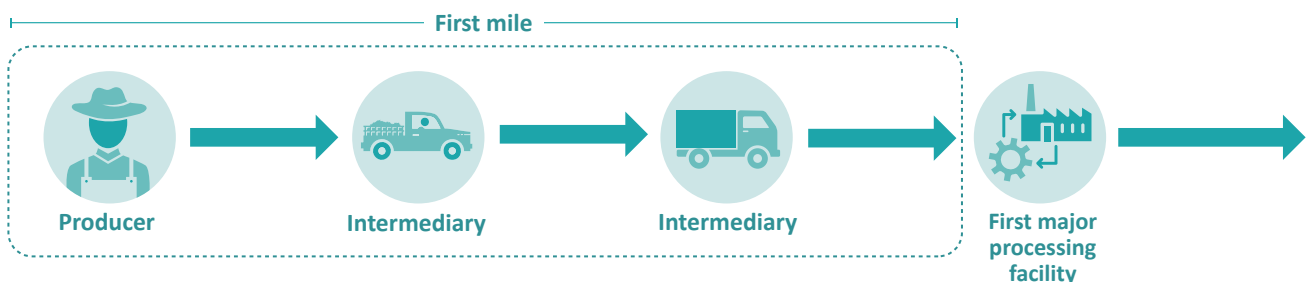 First mile
Producer
Intermediary
Intermediary
First major
processing
facility